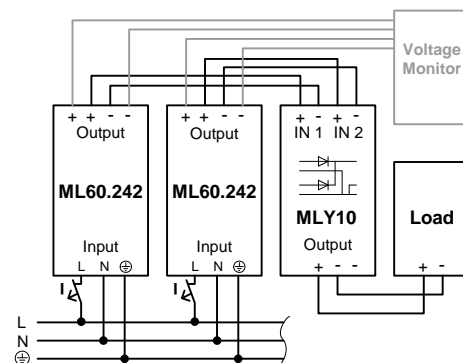 Voltage
Monitor
+ + - -
Output
ML60.242
Input
L N ⏚
I
+ + - -
Output
ML60.242
Input
L N ⏚
I
+ - + -
IN 1 IN 2
MLY10
Output
+ - -
Load
+ -
L
N
⏚